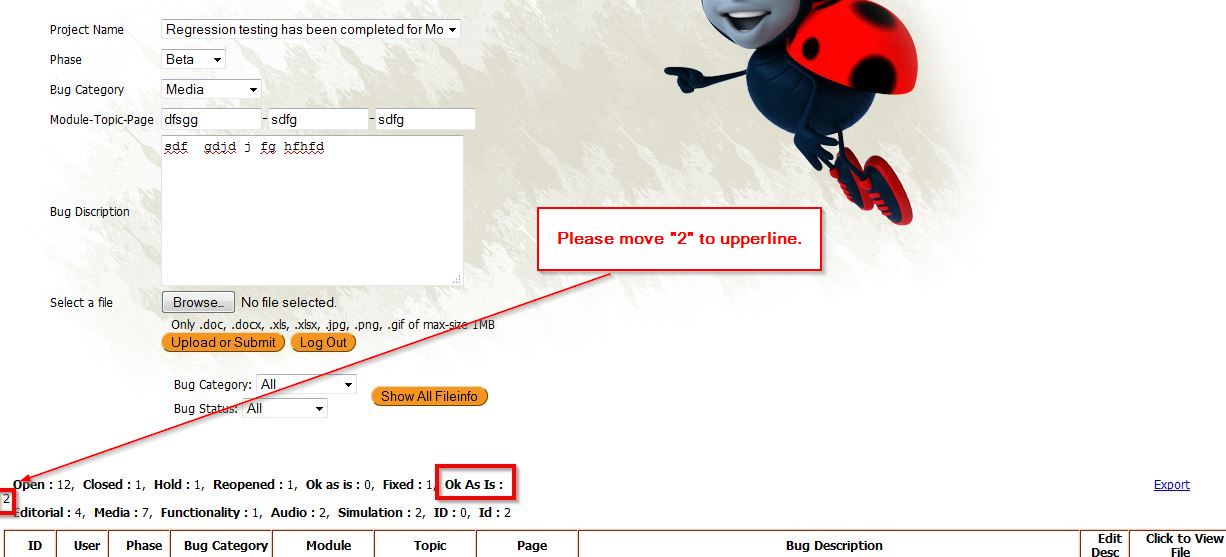 Project Name Regression testing has been completed for Mo
Phase Beta
Bug Category Media
Module-Topic-Page dfsgg - sdfg - sdfg
sdf gdjd j fg hfhfd
Bug Discription
Please move "2" to upperline.
Select a file Browse... No file selected.
Only .doc, .docx, .xls, .xlsx, .jpg, .png, .gif of max-size 1MB
Upload or Submit Log Out
Bug Category: All
Show All Fileinfo
Bug Status: All
Open : 12, Closed : 1, Hold : 1, Reopened : 1, Ok as is : 0, Fixed : 1, Ok As Is : Export
2
Editorial : 4, Media : 7, Functionality : 1, Audio : 2, Simulation : 2, ID : 0, Id : 2
ID User Phase Bug Category Module Topic Page Bug Description Edit Desc Click to View File